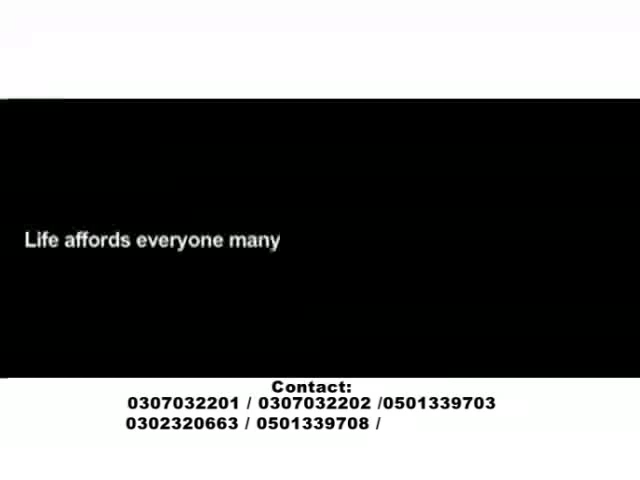 Life affords everyone many
Contact:
0307032201 / 0307032202 /0501339703
0302320663 / 0501339708 /